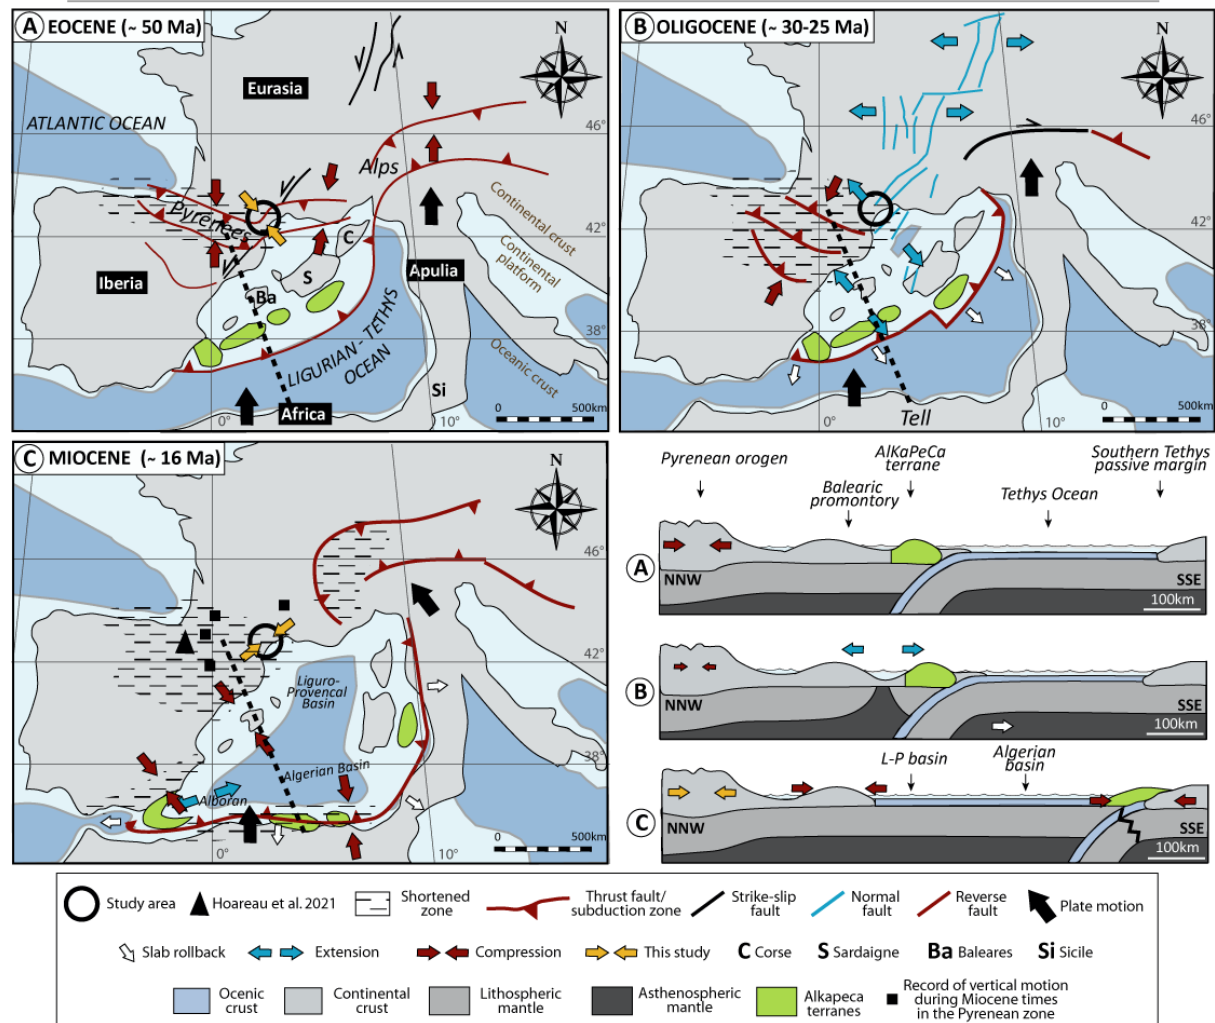 A EOCENE (~ 50 Ma)
N
Eurasia
ATLANTIC OCEAN
46°
Alps
Pyrenees
42°
Continental crust
Continental platform
C
S
Apulia
Iberia
Ba
38°
LIGURIAN - TETHYS OCEAN
Oceanic crust
Si
Africa
0°
10°
0 500km
B OLIGOCENE (~ 30-25 Ma)
N
46°
42°
38°
0°
Tell
10°
0 500km
C MIOCENE (~ 16 Ma)
N
46°
42°
Liguro-
Provencal
Basin
38°
Algerian Basin
Alboran
0°
10°
0 500km
Pyrenean orogen
AlKaPeCa
terrane
Southern Tethys
passive margin
Balearic
promontory
Tethys Ocean
A
NNW
SSE
100km
B
NNW
SSE
100km
L-P basin
Algerian
basin
C
NNW
SSE
100km
Study area
Hoareau et al. 2021
Shortened
zone
Thrust fault/
subduction zone
Strike-slip
fault
Normal
fault
Reverse
fault
Plate motion
Slab rollback
Extension
Compression
This study
C Corse
S Sardaigne
Ba Baleares
Si Sicile
Ocenic
crust
Continental
crust
Lithospheric
mantle
Asthenospheric
mantle
Alkapeca
terranes
Record of vertical motion
during Miocene times
in the Pyrenean zone